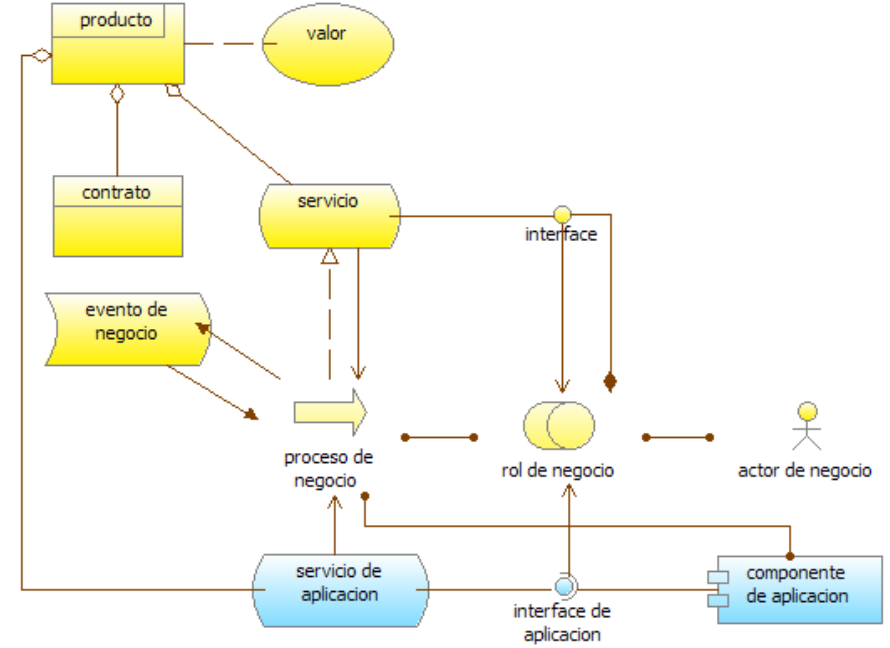 producto
valor
contrato
servicio
interface
evento de
negocio
proceso de
negocio
rol de negocio
actor de negocio
servicio de
aplicacion
interface de
aplicacion
componente
de aplicacion